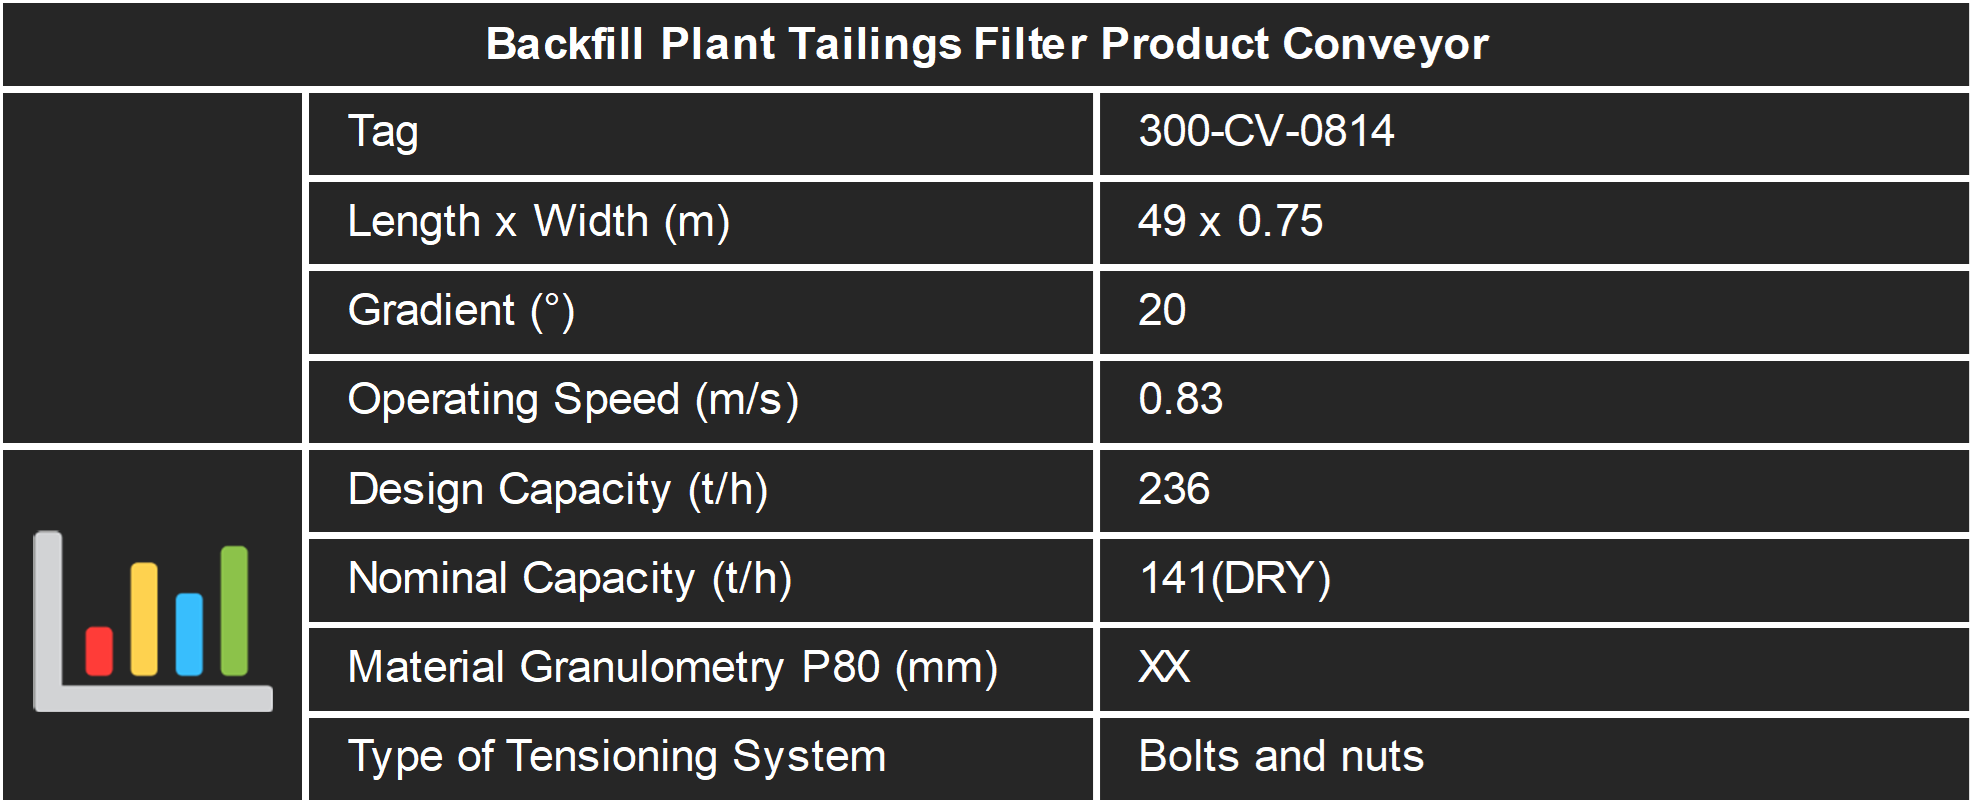 Backfill Plant Tailings Filter Product Conveyor
Tag 300-CV-0814
Length x Width (m) 49 x 0.75
Gradient (°) 20
Operating Speed (m/s) 0.83
Design Capacity (t/h) 236
Nominal Capacity (t/h) 141(DRY)
Material Granulometry P80 (mm) XX
Type of Tensioning System Bolts and nuts